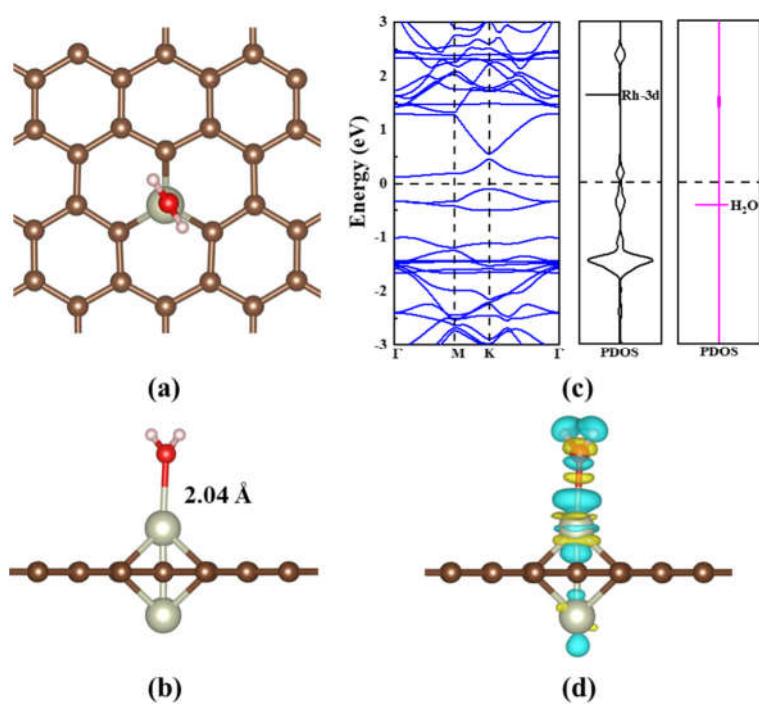 (a)
3
2
1
0
-1
-2
-3
Energy (eV)
Γ
M
K
Γ
Rh-3d
PDOS
H₂O
PDOS
(c)
2.04 Å
(b)
(d)